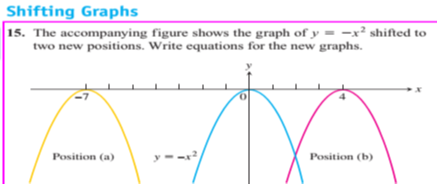 Shifting Graphs
15. The accompanying figure shows the graph of y = −x² shifted to
two new positions. Write equations for the new graphs.
y
x
−7
0
4
Position (a)
y = −x²
Position (b)